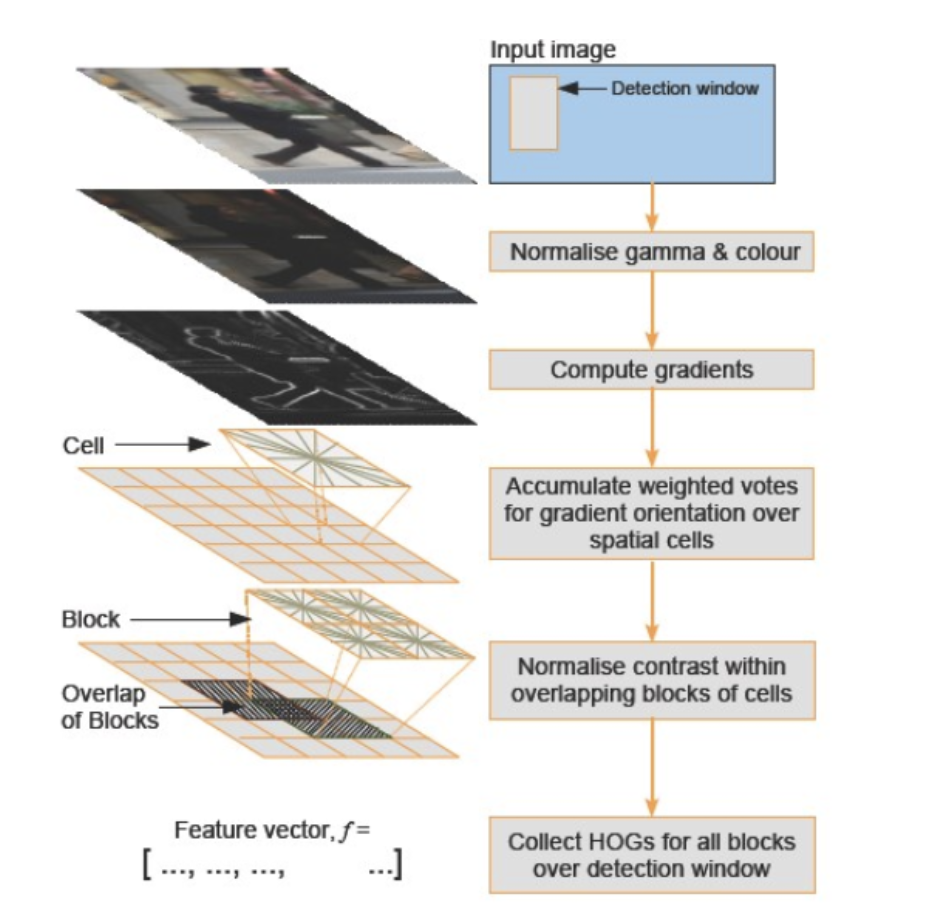 Input image
Detection window
Normalise gamma & colour
Compute gradients
Cell
Accumulate weighted votes
for gradient orientation over
spatial cells
Block
Normalise contrast within
overlapping blocks of cells
Overlap
of Blocks
Feature vector, f =
[ ..., ..., ..., ...]
Collect HOGs for all blocks
over detection window